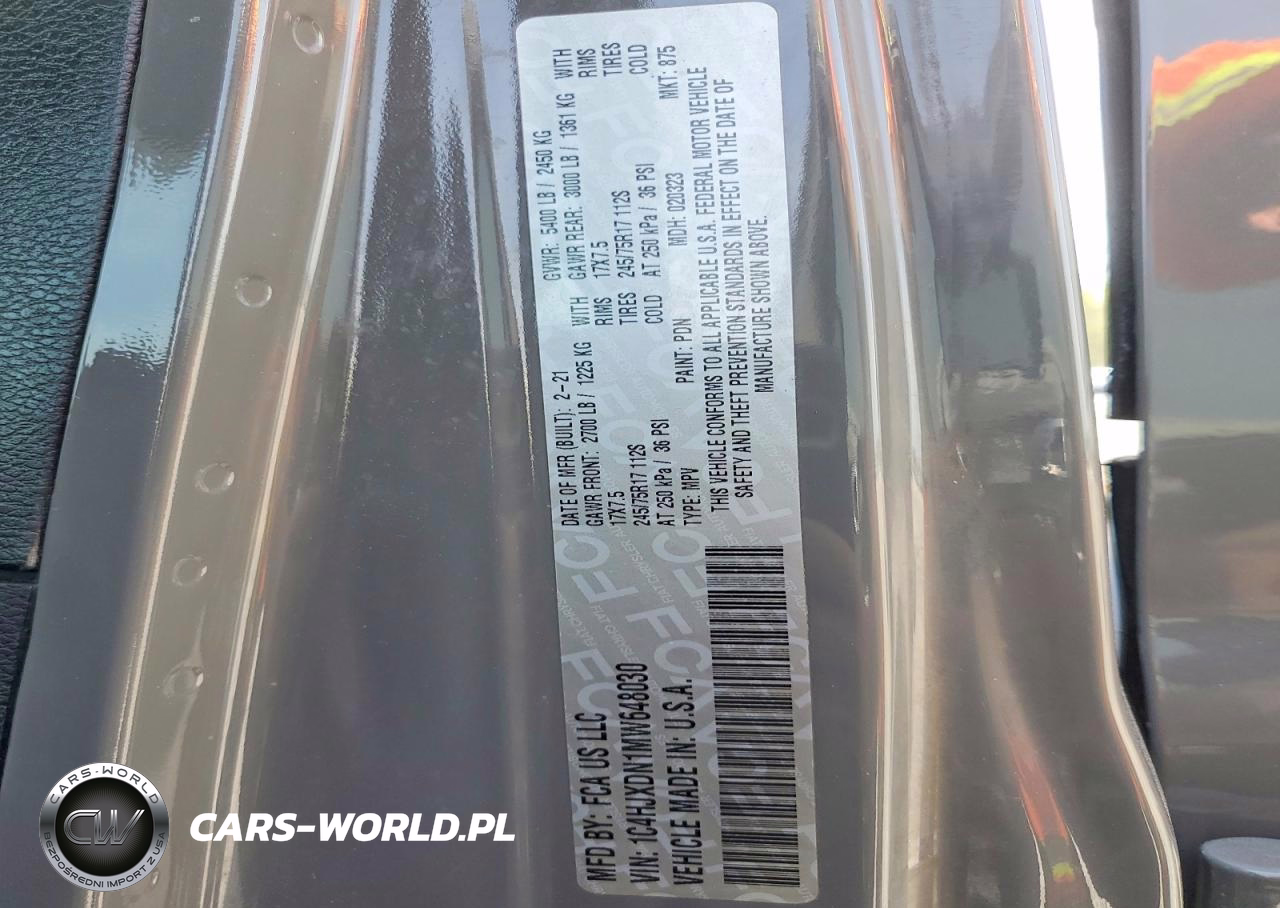 MFD BY: FCA US LLC
DATE OF MFR (BUILT): 2-21
GVWR: 5400 LB / 2450 KG
GAWR FRONT: 2700 LB / 1225 KG WITH
GAWR REAR: 3000 LB / 1361 KG WITH
17X7.5 RIMS
17X7.5 RIMS
245/75R17 112S TIRES
245/75R17 112S TIRES
AT 250 kPa / 36 PSI COLD
AT 250 kPa / 36 PSI COLD
VIN: 1C4HJXDN1MW648030
TYPE: MPV
PAINT: PDN
MDH: 020323
MKT: 875
VEHICLE MADE IN: U.S.A.
THIS VEHICLE CONFORMS TO ALL APPLICABLE U.S.A. FEDERAL MOTOR VEHICLE
SAFETY AND THEFT PREVENTION STANDARDS IN EFFECT ON THE DATE OF
MANUFACTURE SHOWN ABOVE.
CARS-WORLD
CW
BEZPOŚREDNI IMPORT Z USA
CARS-WORLD.PL